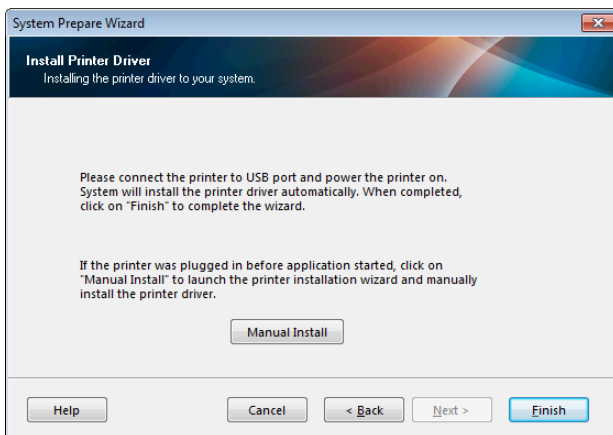 System Prepare Wizard
Install Printer Driver
Installing the printer driver to your system.
Please connect the printer to USB port and power the printer on.
System will install the printer driver automatically. When completed,
click on "Finish" to complete the wizard.
If the printer was plugged in before application started, click on
"Manual Install" to launch the printer installation wizard and manually
install the printer driver.
Manual Install
Help Cancel < Back Next > Finish